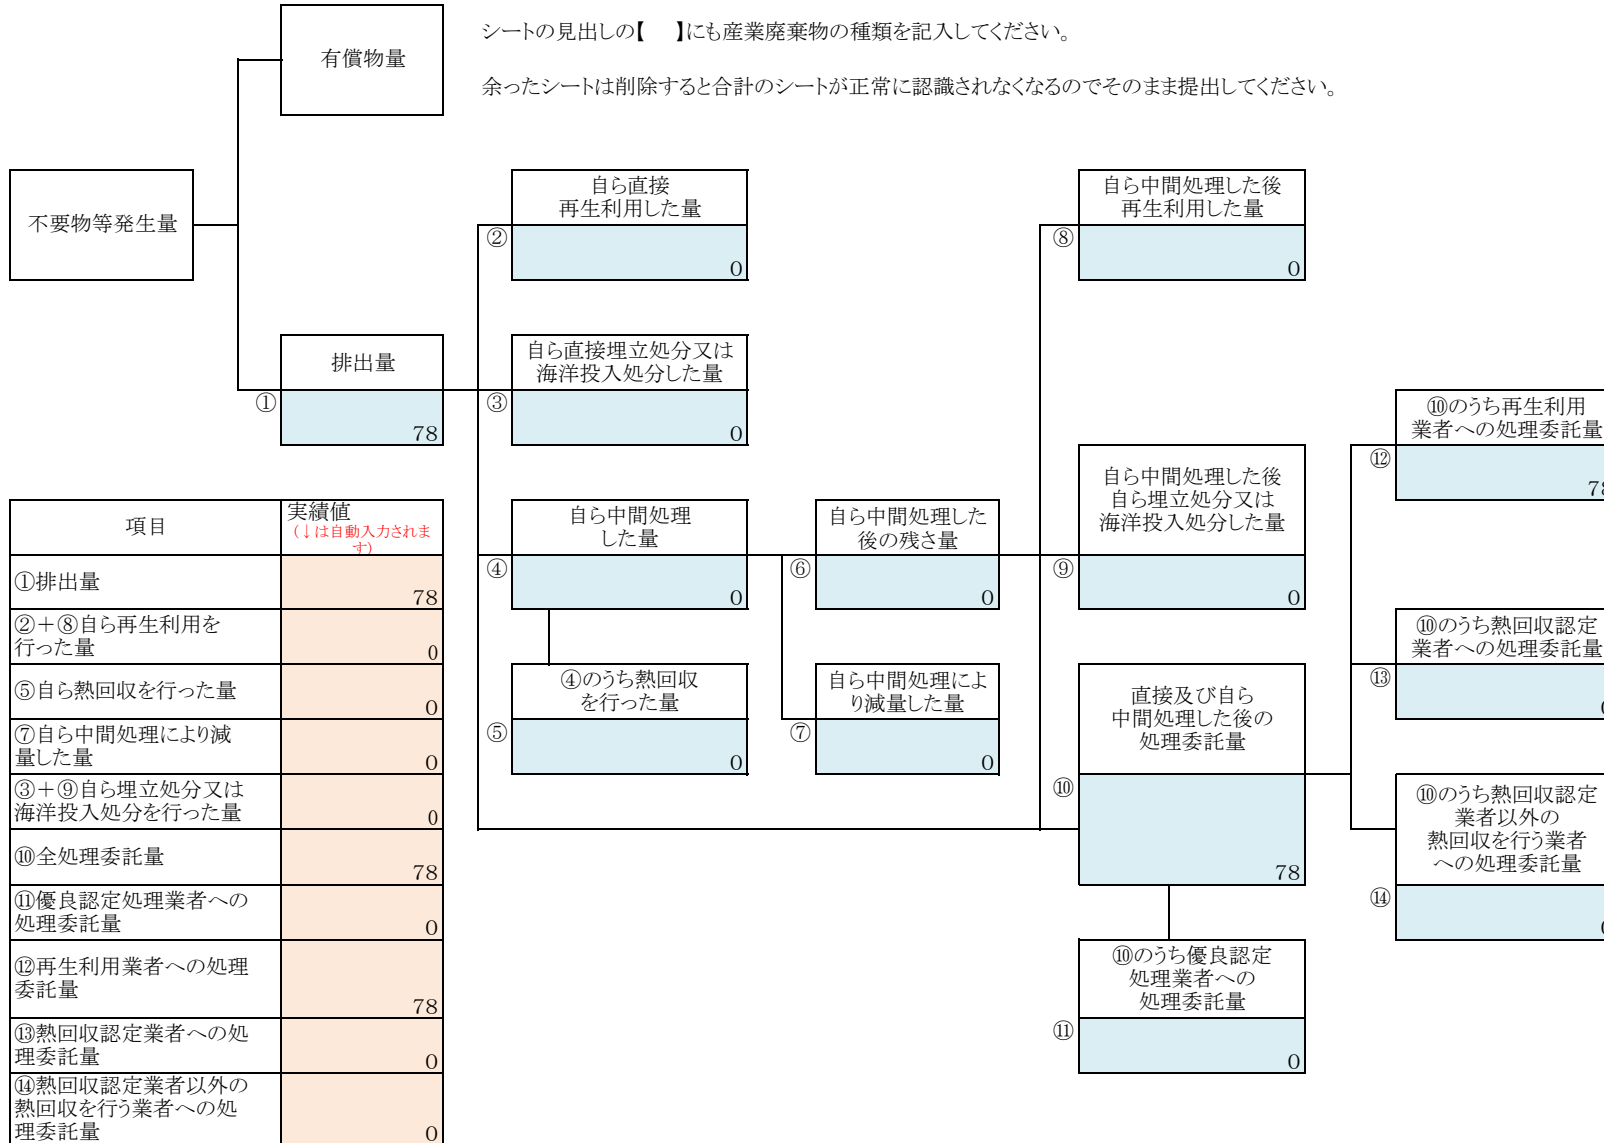 シートの見出しの【　】にも産業廃棄物の種類を記入してください。
余ったシートは削除すると合計のシートが正常に認識されなくなるのでそのまま提出してください。
有償物量
不要物等発生量
排出量
①
78
自ら直接
再生利用した量
②
0
自ら直接埋立処分又は
海洋投入処分した量
③
0
自ら中間処理
した量
④
0
④のうち熱回収
を行った量
⑤
0
自ら中間処理した
後の残さ量
⑥
0
自ら中間処理によ
り減量した量
⑦
0
自ら中間処理した後
再生利用した量
⑧
0
自ら中間処理した後
自ら埋立処分又は
海洋投入処分した量
⑨
0
直接及び自ら
中間処理した後の
処理委託量
⑩
78
⑩のうち優良認定
処理業者への
処理委託量
⑪
0
⑩のうち再生利用
業者への処理委託量
⑫
78
⑩のうち熱回収認定
業者への処理委託量
⑬
⑩のうち熱回収認定
業者以外の
熱回収を行う業者
への処理委託量
⑭
項目
実績値
（↓は自動入力されま
す）
①排出量
78
②＋⑧自ら再生利用を
行った量
0
⑤自ら熱回収を行った量
0
⑦自ら中間処理により減
量した量
0
③＋⑨自ら埋立処分又は
海洋投入処分を行った量
0
⑩全処理委託量
78
⑪優良認定処理業者への
処理委託量
0
⑫再生利用業者への処理
委託量
78
⑬熱回収認定業者への処
理委託量
0
⑭熱回収認定業者以外の
熱回収を行う業者への処
理委託量
0